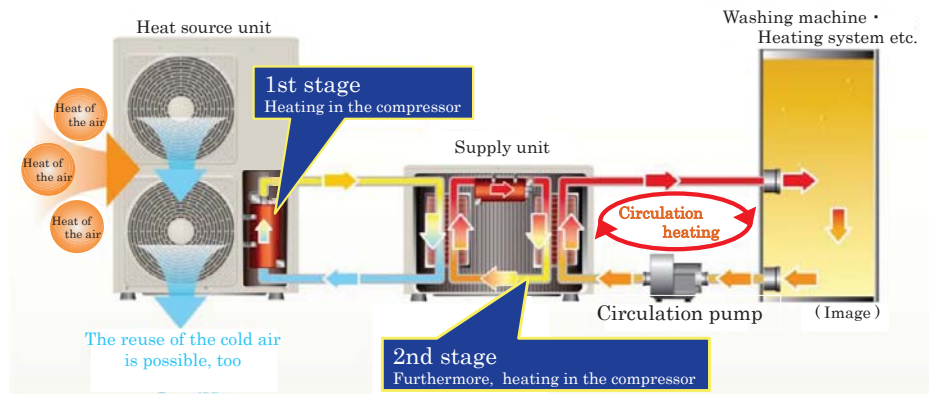 Heat source unit
Washing machine・
Heating system etc.
1st stage
Heating in the compressor
Heat of
the air
Heat of
the air
Heat of
the air
Supply unit
Circulation
heating
Circulation pump
(Image)
The reuse of the cold air
is possible, too
2nd stage
Furthermore, heating in the compressor